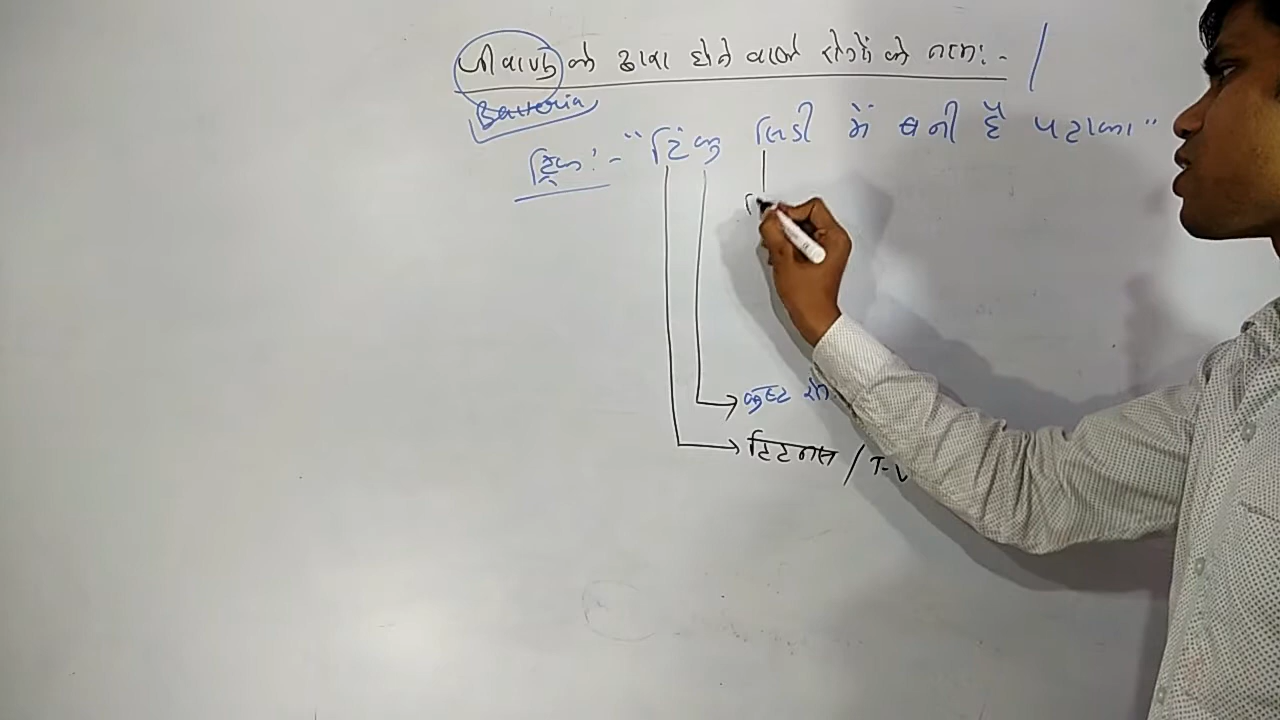 जीवाणु के द्वारा होने वाले रोगों के नाम :-
Bacteria
ट्रिक :- "टिंकु सिडी में बनी है पटाका"
कुष्ट रो
टिटनस / T-